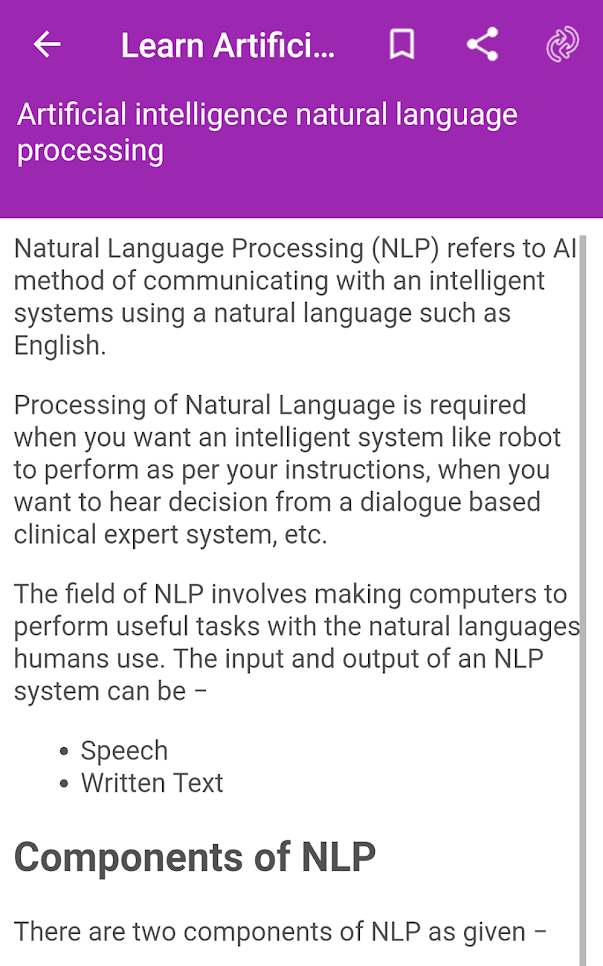 Learn Artifici...
Artificial intelligence natural language
processing
Natural Language Processing (NLP) refers to AI
method of communicating with an intelligent
systems using a natural language such as
English.
Processing of Natural Language is required
when you want an intelligent system like robot
to perform as per your instructions, when you
want to hear decision from a dialogue based
clinical expert system, etc.
The field of NLP involves making computers to
perform useful tasks with the natural languages
humans use. The input and output of an NLP
system can be −
• Speech
• Written Text
Components of NLP
There are two components of NLP as given −